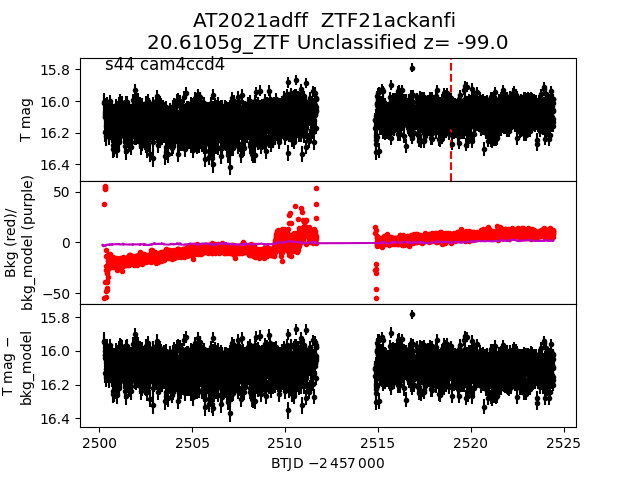 AT2021adff  ZTF21ackanfi
20.6105g_ZTF Unclassified z= -99.0
s44 cam4ccd4
T mag
15.8
16.0
16.2
16.4
Bkg (red)/
bkg_model (purple)
50
0
−50
T mag −
bkg_model
15.8
16.0
16.2
16.4
2500
2505
2510
2515
2520
2525
BTJD −2 457 000